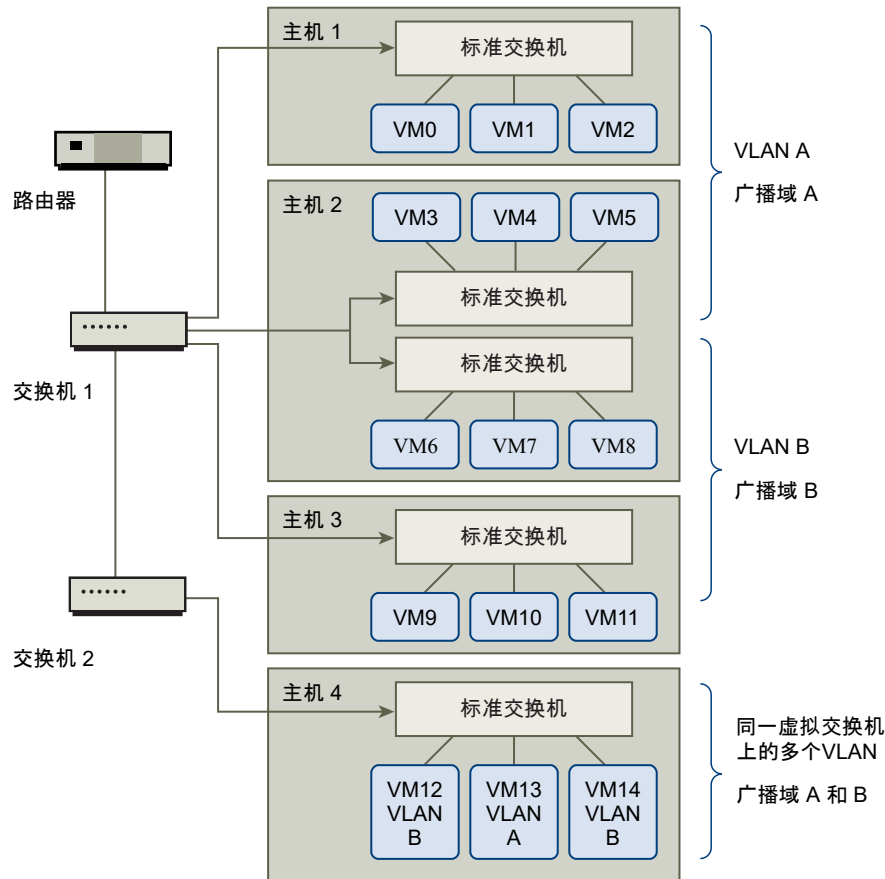 主机 1
标准交换机
VM0
VM1
VM2
VLAN A
广播域 A
路由器
主机 2
VM3
VM4
VM5
标准交换机
标准交换机
VM6
VM7
VM8
交换机 1
VLAN B
广播域 B
主机 3
标准交换机
VM9
VM10
VM11
交换机 2
主机 4
标准交换机
VM12
VLAN
B
VM13
VLAN
A
VM14
VLAN
B
同一虚拟交换机
上的多个VLAN
广播域 A 和 B